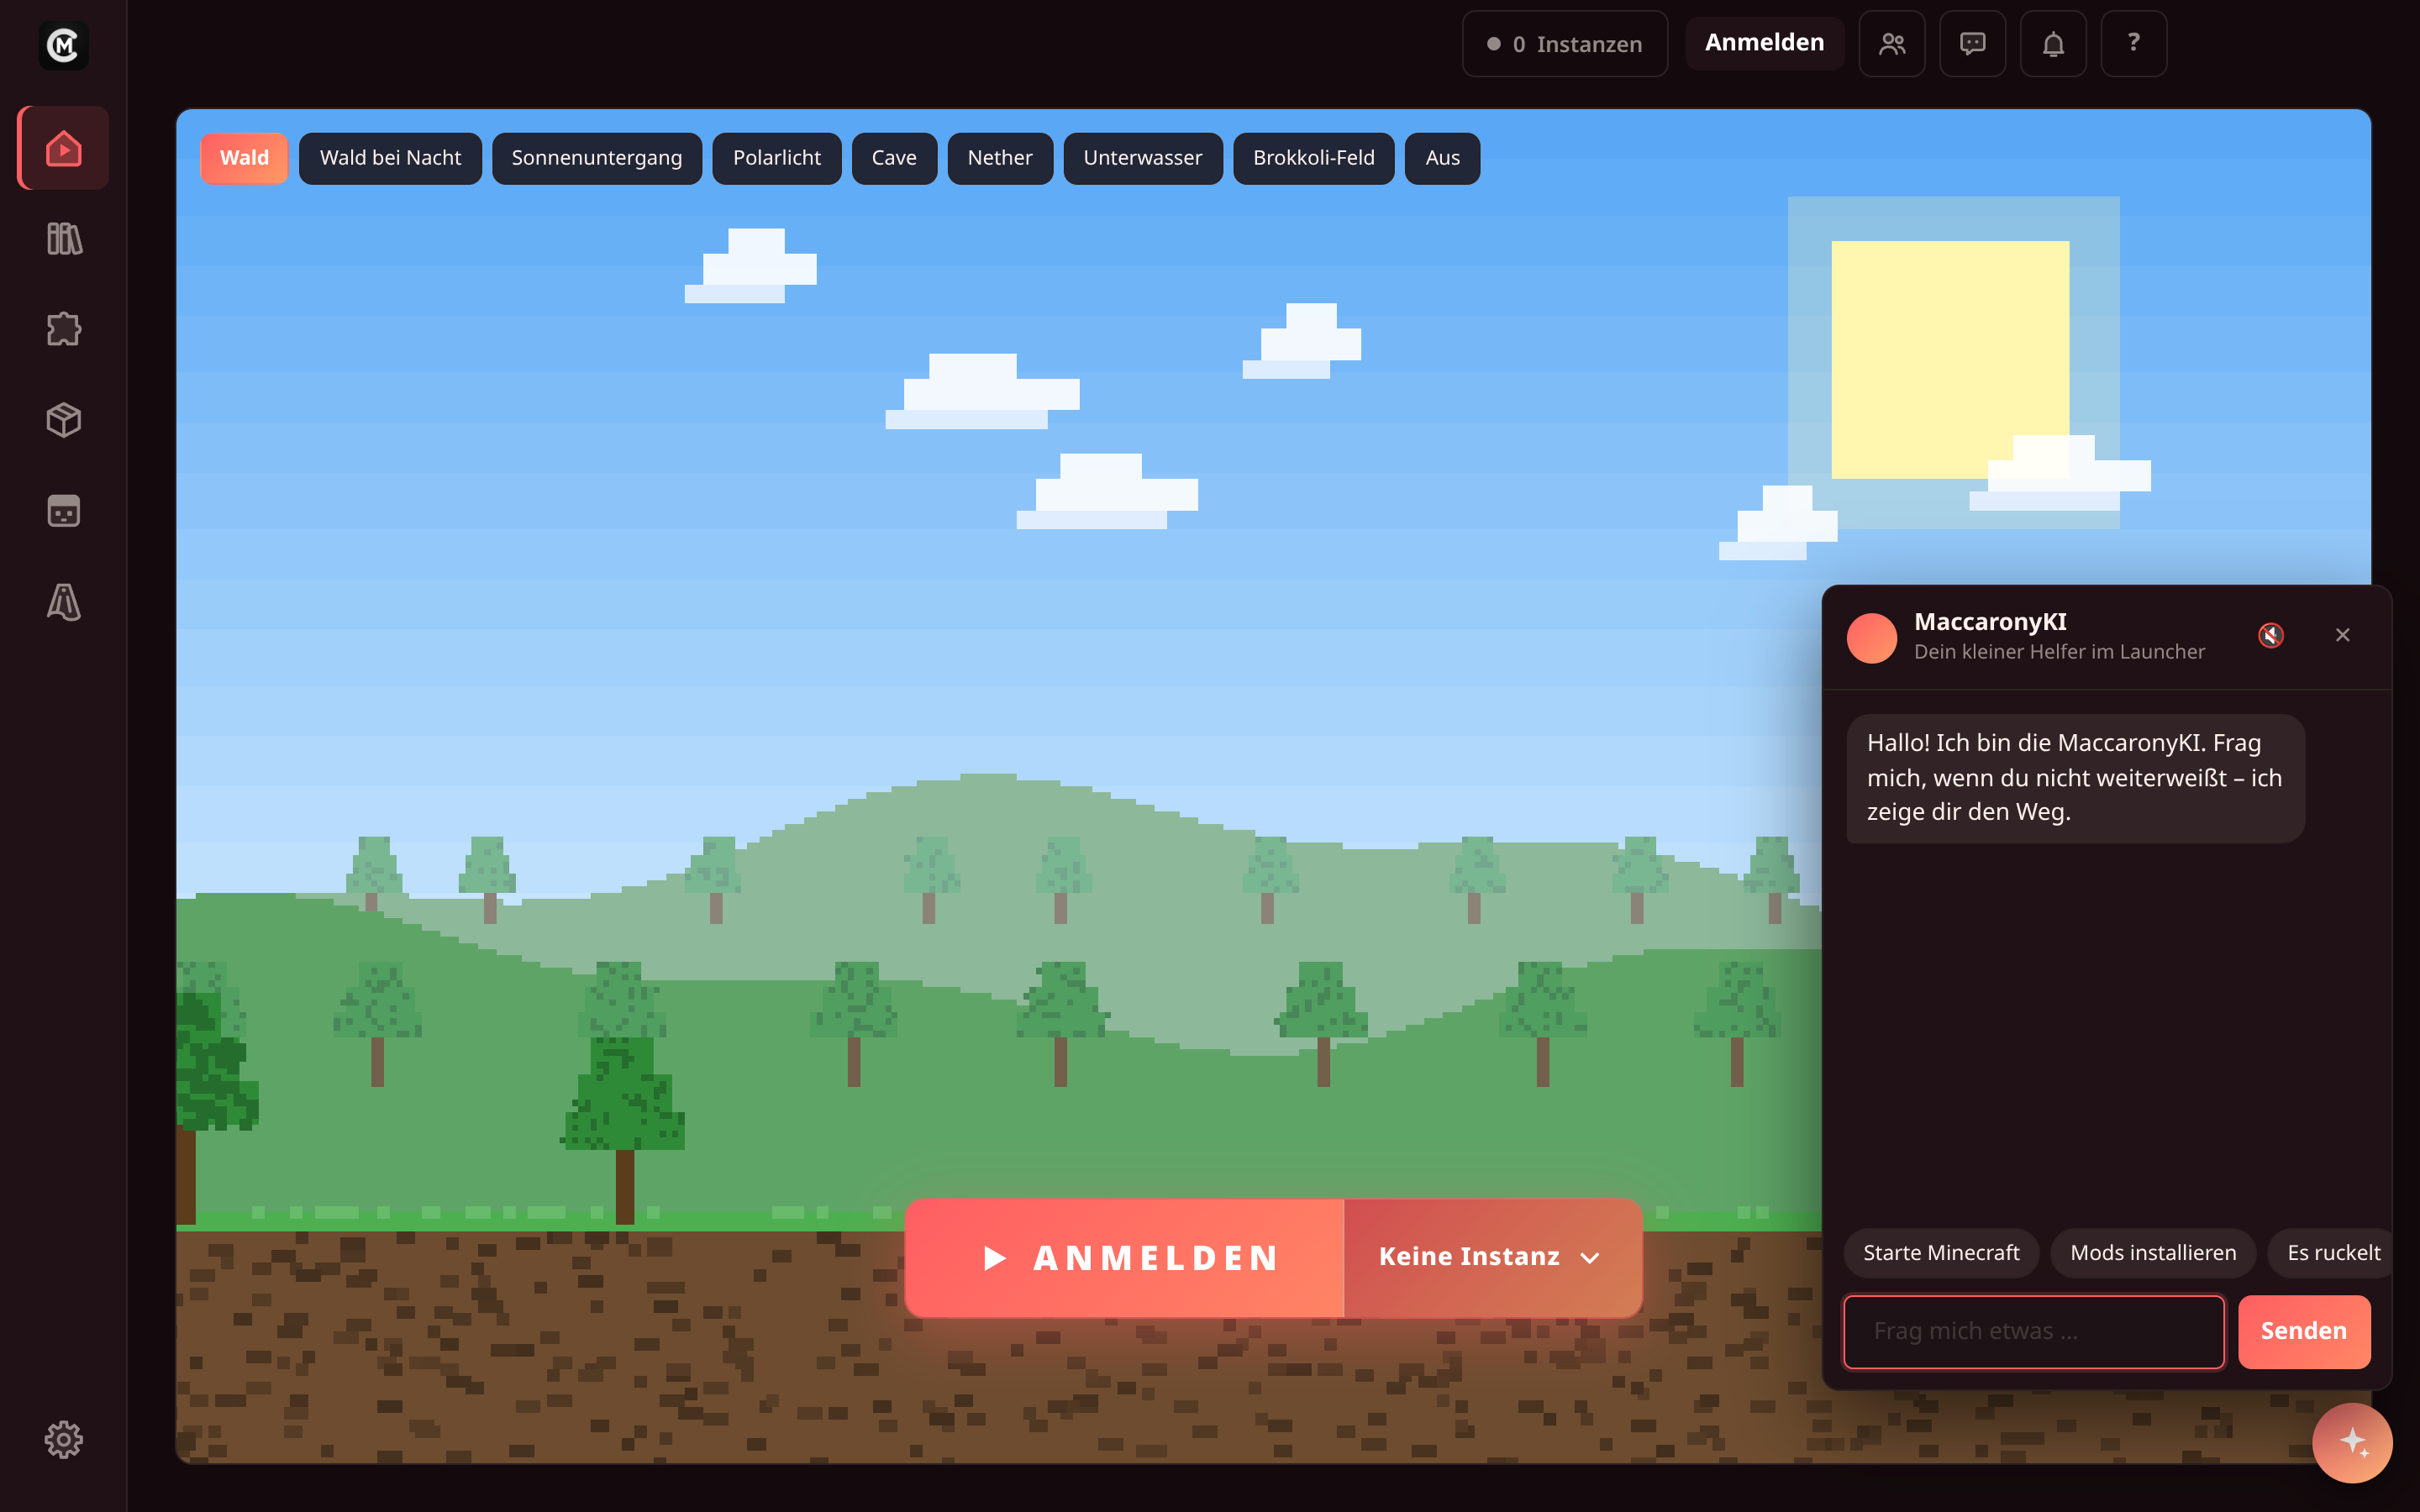 0 Instanzen
Anmelden
?
Wald
Wald bei Nacht
Sonnenuntergang
Polarlicht
Cave
Nether
Unterwasser
Brokkoli-Feld
Aus
MaccaronyKI
Dein kleiner Helfer im Launcher
Hallo! Ich bin die MaccaronyKI. Frag
mich, wenn du nicht weiterweißt – ich
zeige dir den Weg.
ANMELDEN
Keine Instanz
Starte Minecraft
Mods installieren
Es ruckelt
Frag mich etwas ...
Senden